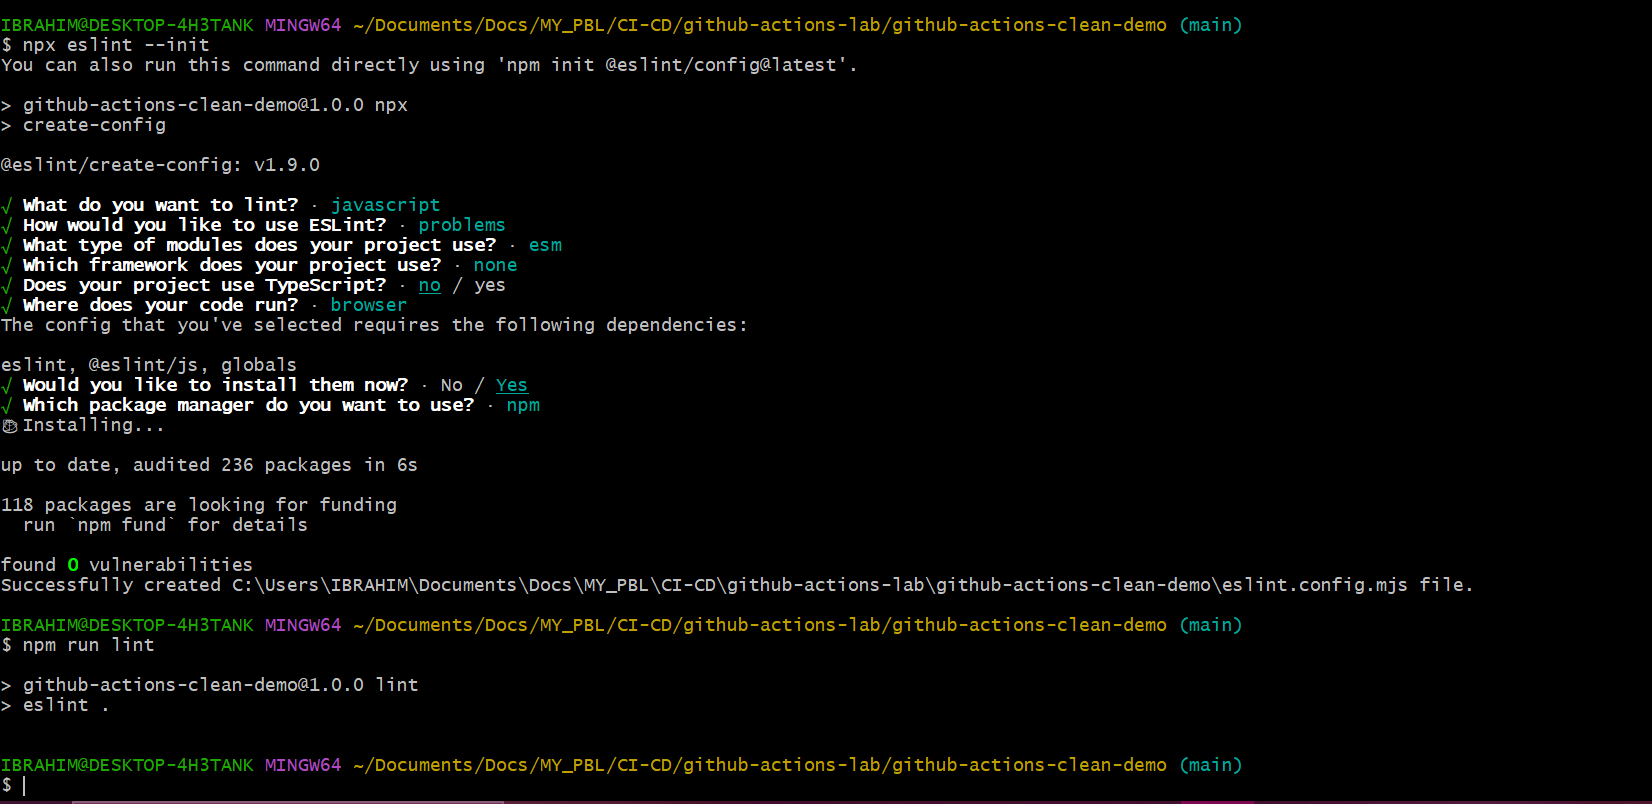 IBRAHIM@DESKTOP-4H3TANK MINGW64 ~/Documents/Docs/MY_PBL/CI-CD/github-actions-lab/github-actions-clean-demo (main)
$ npx eslint --init
You can also run this command directly using 'npm init @eslint/config@latest'.
> github-actions-clean-demo@1.0.0 npx
> create-config
@eslint/create-config: v1.9.0
√ What do you want to lint? · javascript
√ How would you like to use ESLint? · problems
√ What type of modules does your project use? · esm
√ Which framework does your project use? · none
√ Does your project use TypeScript? · no / yes
√ Where does your code run? · browser
The config that you've selected requires the following dependencies:
eslint, @eslint/js, globals
√ Would you like to install them now? · No / Yes
√ Which package manager do you want to use? · npm
Installing...
up to date, audited 236 packages in 6s
118 packages are looking for funding
  run `npm fund` for details
found 0 vulnerabilities
Successfully created C:\Users\IBRAHIM\Documents\Docs\MY_PBL\CI-CD\github-actions-lab\github-actions-clean-demo\eslint.config.mjs file.
IBRAHIM@DESKTOP-4H3TANK MINGW64 ~/Documents/Docs/MY_PBL/CI-CD/github-actions-lab/github-actions-clean-demo (main)
$ npm run lint
> github-actions-clean-demo@1.0.0 lint
> eslint .
IBRAHIM@DESKTOP-4H3TANK MINGW64 ~/Documents/Docs/MY_PBL/CI-CD/github-actions-lab/github-actions-clean-demo (main)
$